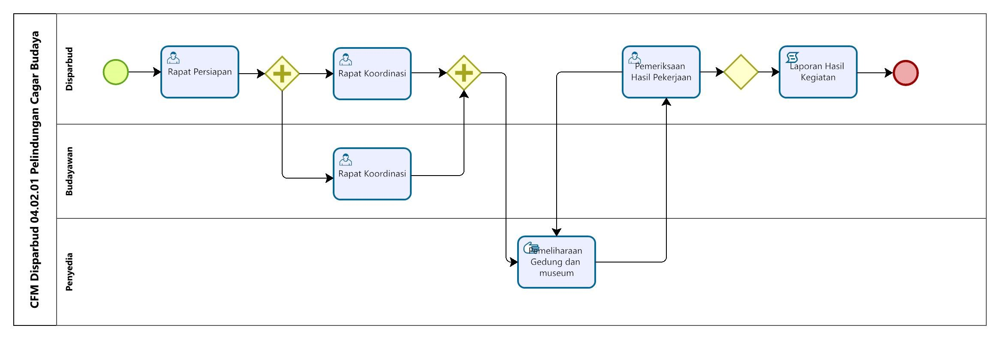 CFM Disparbud 04.02.01 Pelindungan Cagar Budaya
Disparbud
Rapat Persiapan
Rapat Koordinasi
Pemeriksaan
Hasil Pekerjaan
Laporan Hasil
Kegiatan
Budayawan
Rapat Koordinasi
Penyedia
Pemeliharaan
Gedung dan
museum